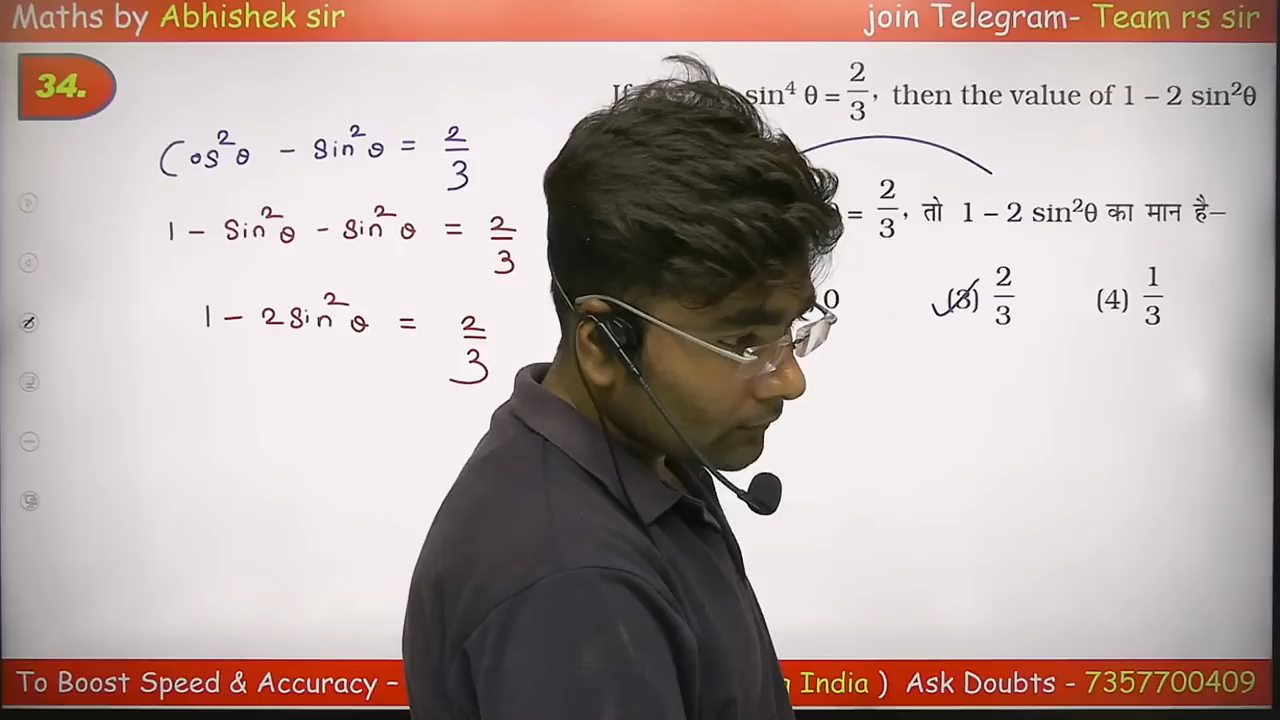 Maths by Abhishek sir
join Telegram- Team rs sir
34.
If sin⁴ θ = 2/3, then the value of 1 – 2 sin²θ
= 2/3, तो 1 – 2 sin²θ का मान है–
0 (3) 2/3 (4) 1/3
Cos²θ - Sin²θ = 2/3
1 - Sin²θ - Sin²θ = 2/3
1 - 2Sin²θ = 2/3
To Boost Speed & Accuracy –
India ) Ask Doubts - 7357700409